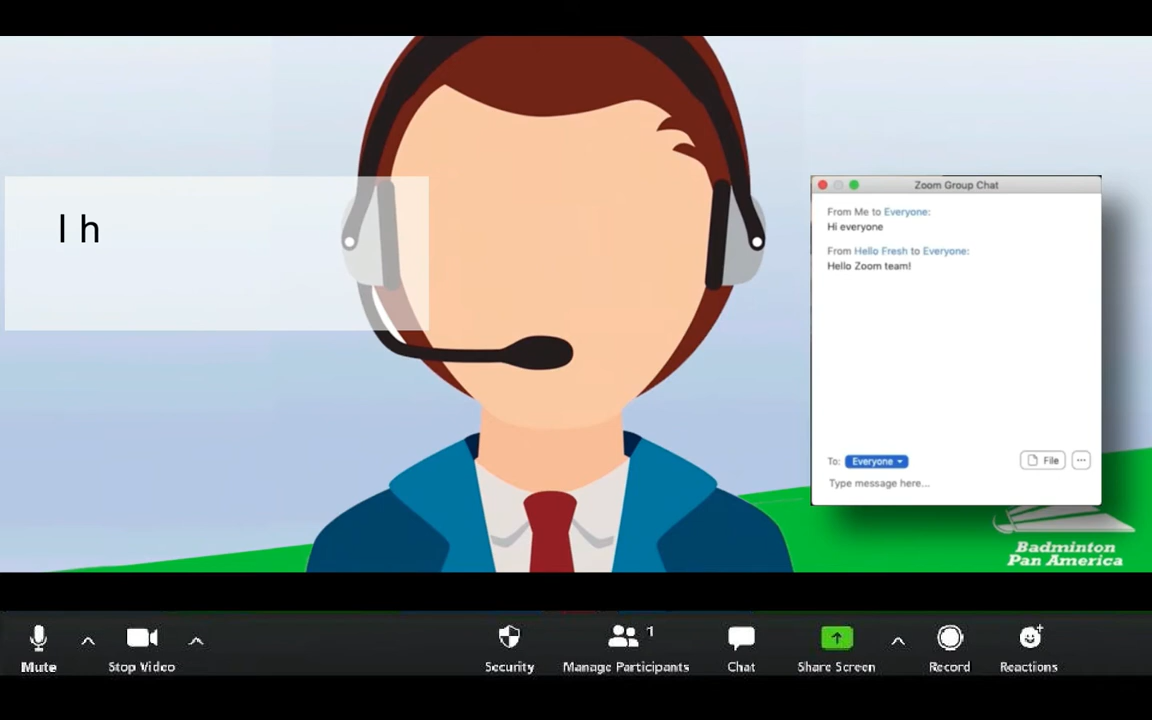 I h
Zoom Group Chat
From Me to Everyone:
Hi everyone
From Hello Fresh to Everyone:
Hello Zoom team!
To: Everyone
File
Type message here...
Badminton
Pan America
1
Mute
Stop Video
Security
Manage Participants
Chat
Share Screen
Record
Reactions